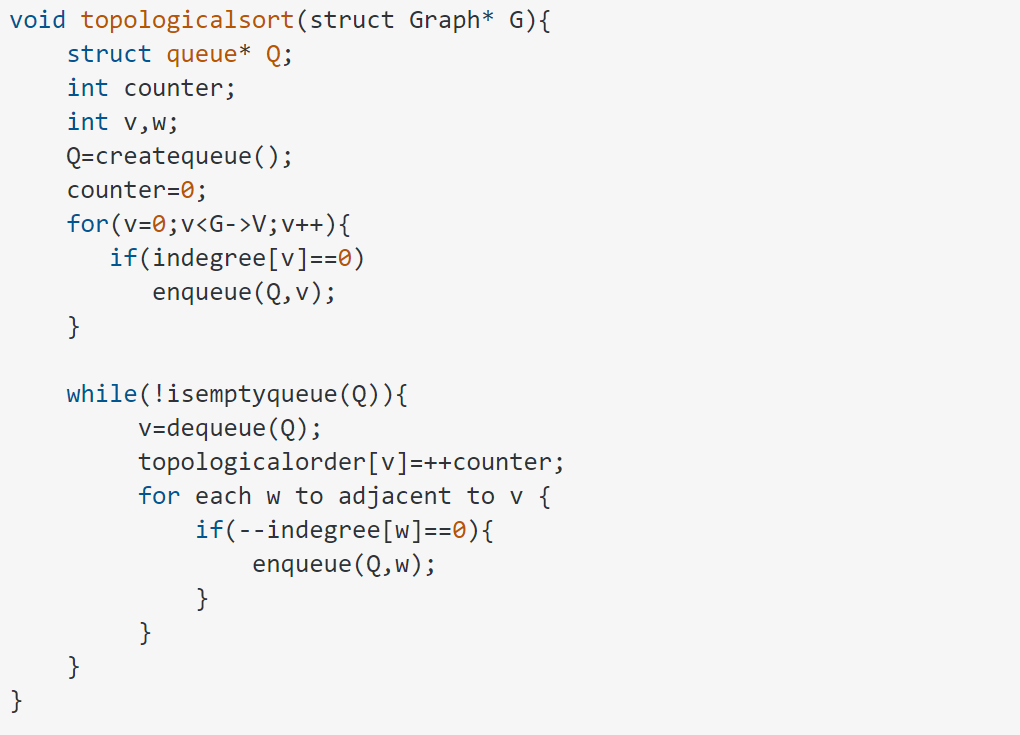 void topologicalsort(struct Graph* G){
    struct queue* Q;
    int counter;
    int v,w;
    Q=createqueue();
    counter=0;
    for(v=0;v<G->V;v++){
       if(indegree[v]==0)
          enqueue(Q,v);
    }

    while(!isemptyqueue(Q)){
         v=dequeue(Q);
         topologicalorder[v]=++counter;
         for each w to adjacent to v {
             if(--indegree[w]==0){
                 enqueue(Q,w);
             }
         }
    }
}